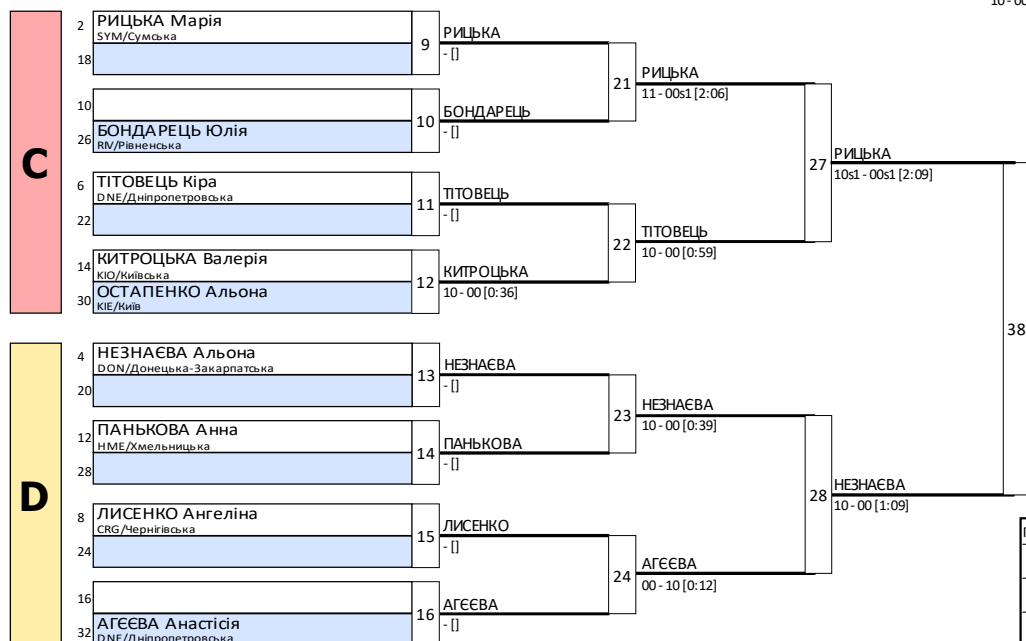 10 - 00
C
2
РИЦЬКА Марія
SYM/Сумська
18
9
РИЦЬКА
- []
10
26
БОНДАРЕЦЬ Юлія
RIV/Рівненська
10
БОНДАРЕЦЬ
- []
21
РИЦЬКА
11 - 00s1 [2:06]
6
ТІТОВЕЦЬ Кіра
DNE/Дніпропетровська
22
11
ТІТОВЕЦЬ
- []
14
КИТРОЦЬКА Валерія
KIO/Київська
30
ОСТАПЕНКО Альона
KIE/Київ
12
КИТРОЦЬКА
10 - 00 [0:36]
22
ТІТОВЕЦЬ
10 - 00 [0:59]
27
РИЦЬКА
10s1 - 00s1 [2:09]
D
4
НЕЗНАЄВА Альона
DON/Донецька-Закарпатська
20
13
НЕЗНАЄВА
- []
12
ПАНЬКОВА Анна
HME/Хмельницька
28
14
ПАНЬКОВА
- []
23
НЕЗНАЄВА
10 - 00 [0:39]
8
ЛИСЕНКО Ангеліна
CRG/Чернігівська
24
15
ЛИСЕНКО
- []
16
32
АГЄЄВА Анастісія
DNE/Дніпропетровська
16
АГЄЄВА
- []
24
АГЄЄВА
00 - 10 [0:12]
28
НЕЗНАЄВА
10 - 00 [1:09]
38